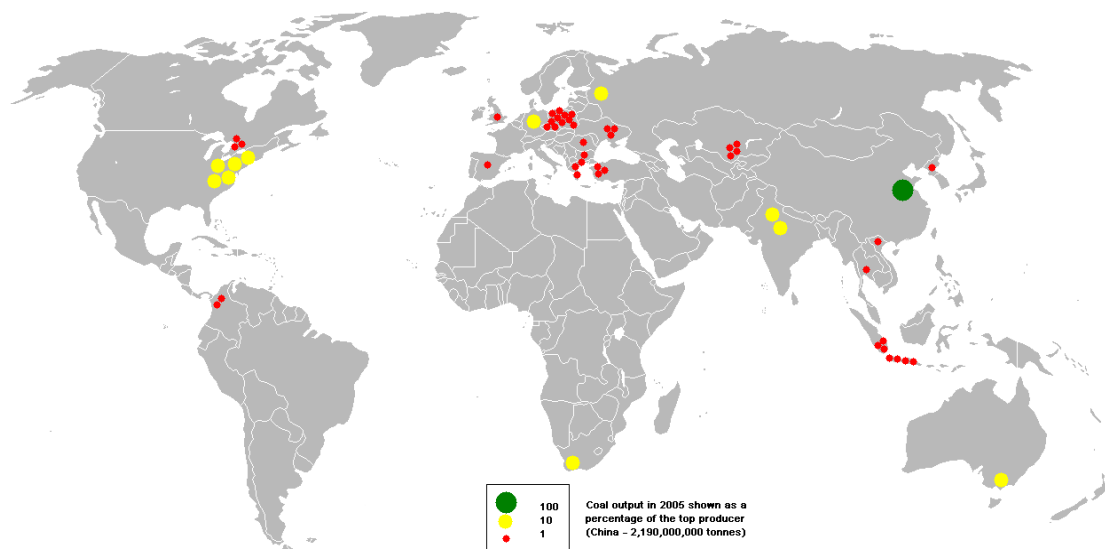 100
10
1
Coal output in 2005 shown as a
percentage of the top producer
(China - 2,190,000,000 tonnes)